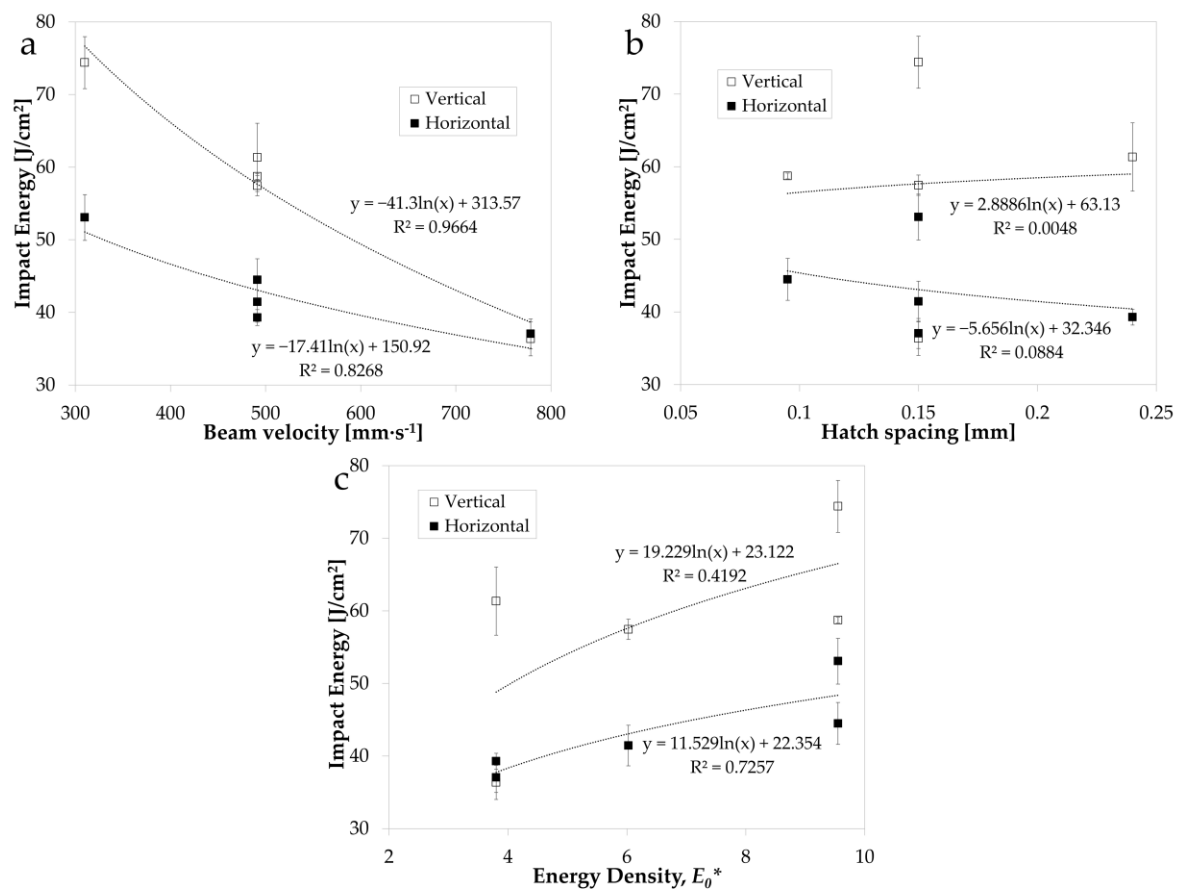 a
80
70
60
50
40
30
Impact Energy [J/cm²]
Vertical
Horizontal
y = −41.3ln(x) + 313.57
R² = 0.9664
y = −17.41ln(x) + 150.92
R² = 0.8268
300 400 500 600 700 800
Beam velocity [mm·s⁻¹]
b
80
70
60
50
40
30
Impact Energy [J/cm²]
Vertical
Horizontal
y = 2.8886ln(x) + 63.13
R² = 0.0048
y = −5.656ln(x) + 32.346
R² = 0.0884
0.05 0.1 0.15 0.2 0.25
Hatch spacing [mm]
c
80
70
60
50
40
30
Impact Energy [J/cm²]
Vertical
Horizontal
y = 19.229ln(x) + 23.122
R² = 0.4192
y = 11.529ln(x) + 22.354
R² = 0.7257
2 4 6 8 10
Energy Density, E₀*